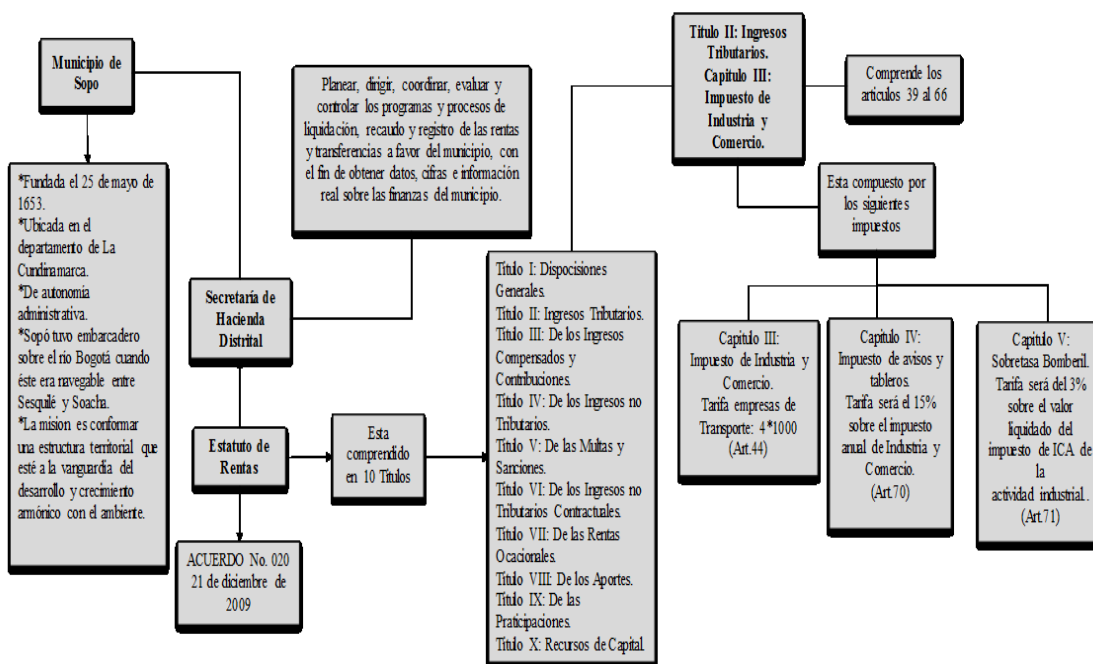 Municipio de
Sopo
*Fundada el 25 de mayo de
1653.
*Ubicada en el
departamento de La
Cundinamarca.
*De autonomía
administrativa.
*Sopó tuvo embarcadero
sobre el río Bogotá cuando
éste era navegable entre
Sesquilé y Soacha.
*La mision es conformar
una estructura territorial que
esté a la vanguardia del
desarrollo y crecimiento
armónico con el ambiente.
Planear, dirigir, coordinar, evaluar y
controlar los programas y procesos de
liquidación, recaudo y registro de las rentas
y transferencias a favor del municipio, con
el fin de obtener datos, cifras e información
real sobre las finanzas del municipio.
Secretaría de
Hacienda
Distrital
Estatuto de
Rentas
ACUERDO No. 020
21 de diciembre de
2009
Esta
comprendido
en 10 Títulos
Título I: Disposiciones
Generales.
Título II: Ingresos Tributarios.
Título III: De los Ingresos
Compensados y
Contribuciones.
Título IV: De los Ingresos no
Tributarios.
Título V: De las Multas y
Sanciones.
Título VI: De los Ingresos no
Tributarios Contractuales.
Título VII: De las Rentas
Ocacionales.
Título VIII: De los Aportes.
Título IX: De las
Praticipaciones.
Título X: Recursos de Capital.
Titulo II: Ingresos
Tributarios.
Capitulo III:
Impuesto de
Industria y
Comercio.
Comprende los
articulos 39 al 66
Esta compuesto por
los siguientes
impuestos
Capitulo III:
Impuesto de Industria y
Comercio.
Tarifa empresas de
Transporte: 4*1000
(Art.44)
Capitulo IV:
Impuesto de avisos y
tableros.
Tarifa será el 15%
sobre el impuesto
anual de Industria y
Comercio.
(Art.70)
Capitulo V:
Sobretasa Bomberil.
Tarifa será del 3%
sobre el valor
liquidado del
impuesto de ICA de
la
actividad industrial..
(Art.71)